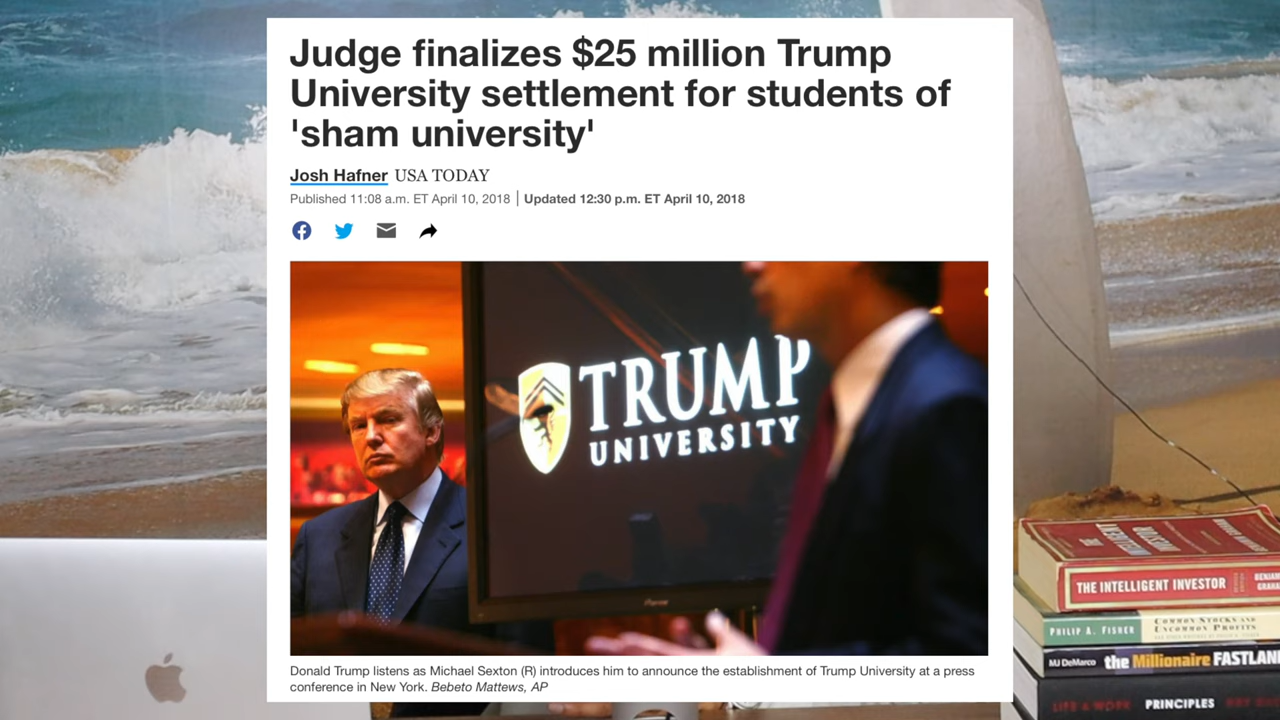 Judge finalizes $25 million Trump
University settlement for students of
'sham university'
Josh Hafner USA TODAY
Published 11:08 a.m. ET April 10, 2018 | Updated 12:30 p.m. ET April 10, 2018
TRUMP
UNIVERSITY
Donald Trump listens as Michael Sexton (R) introduces him to announce the establishment of Trump University at a press
conference in New York. Bebeto Mattews, AP
THE INTELLIGENT INVESTOR
PHILIP A. FISHER COMMON STOCKS AND
UNCOMMON PROFITS
MJ DeMarco the Millionaire FASTLAN
LIFE & WORK PRINCIPLES